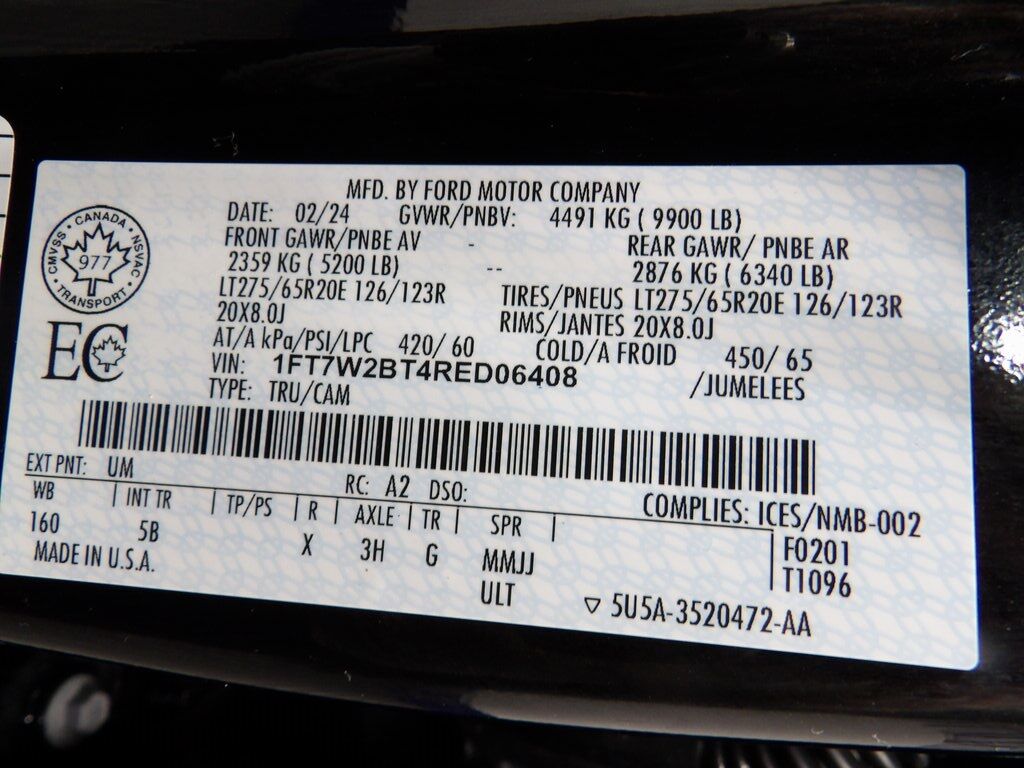 MFD. BY FORD MOTOR COMPANY
DATE: 02/24 GVWR/PNBV: 4491 KG ( 9900 LB)
FRONT GAWR/PNBE AV - REAR GAWR/ PNBE AR
2359 KG ( 5200 LB) -- 2876 KG ( 6340 LB)
LT275/65R20E 126/123R TIRES/PNEUS LT275/65R20E 126/123R
20X8.0J RIMS/JANTES 20X8.0J
AT/A kPa/PSI/LPC 420/ 60 COLD/A FROID 450/ 65
VIN: 1FT7W2BT4RED06408 /JUMELEES
TYPE: TRU/CAM
CANADA
CMVSS NSVAC
977
TRANSPORT
EC
EXT PNT: UM RC: A2 DSO: COMPLIES: ICES/NMB-002
WB | INT TR | TP/PS | R | AXLE | TR | SPR |
160 5B X 3H G MMJJ F0201
MADE IN U.S.A. ULT T1096
▽ 5U5A-3520472-AA